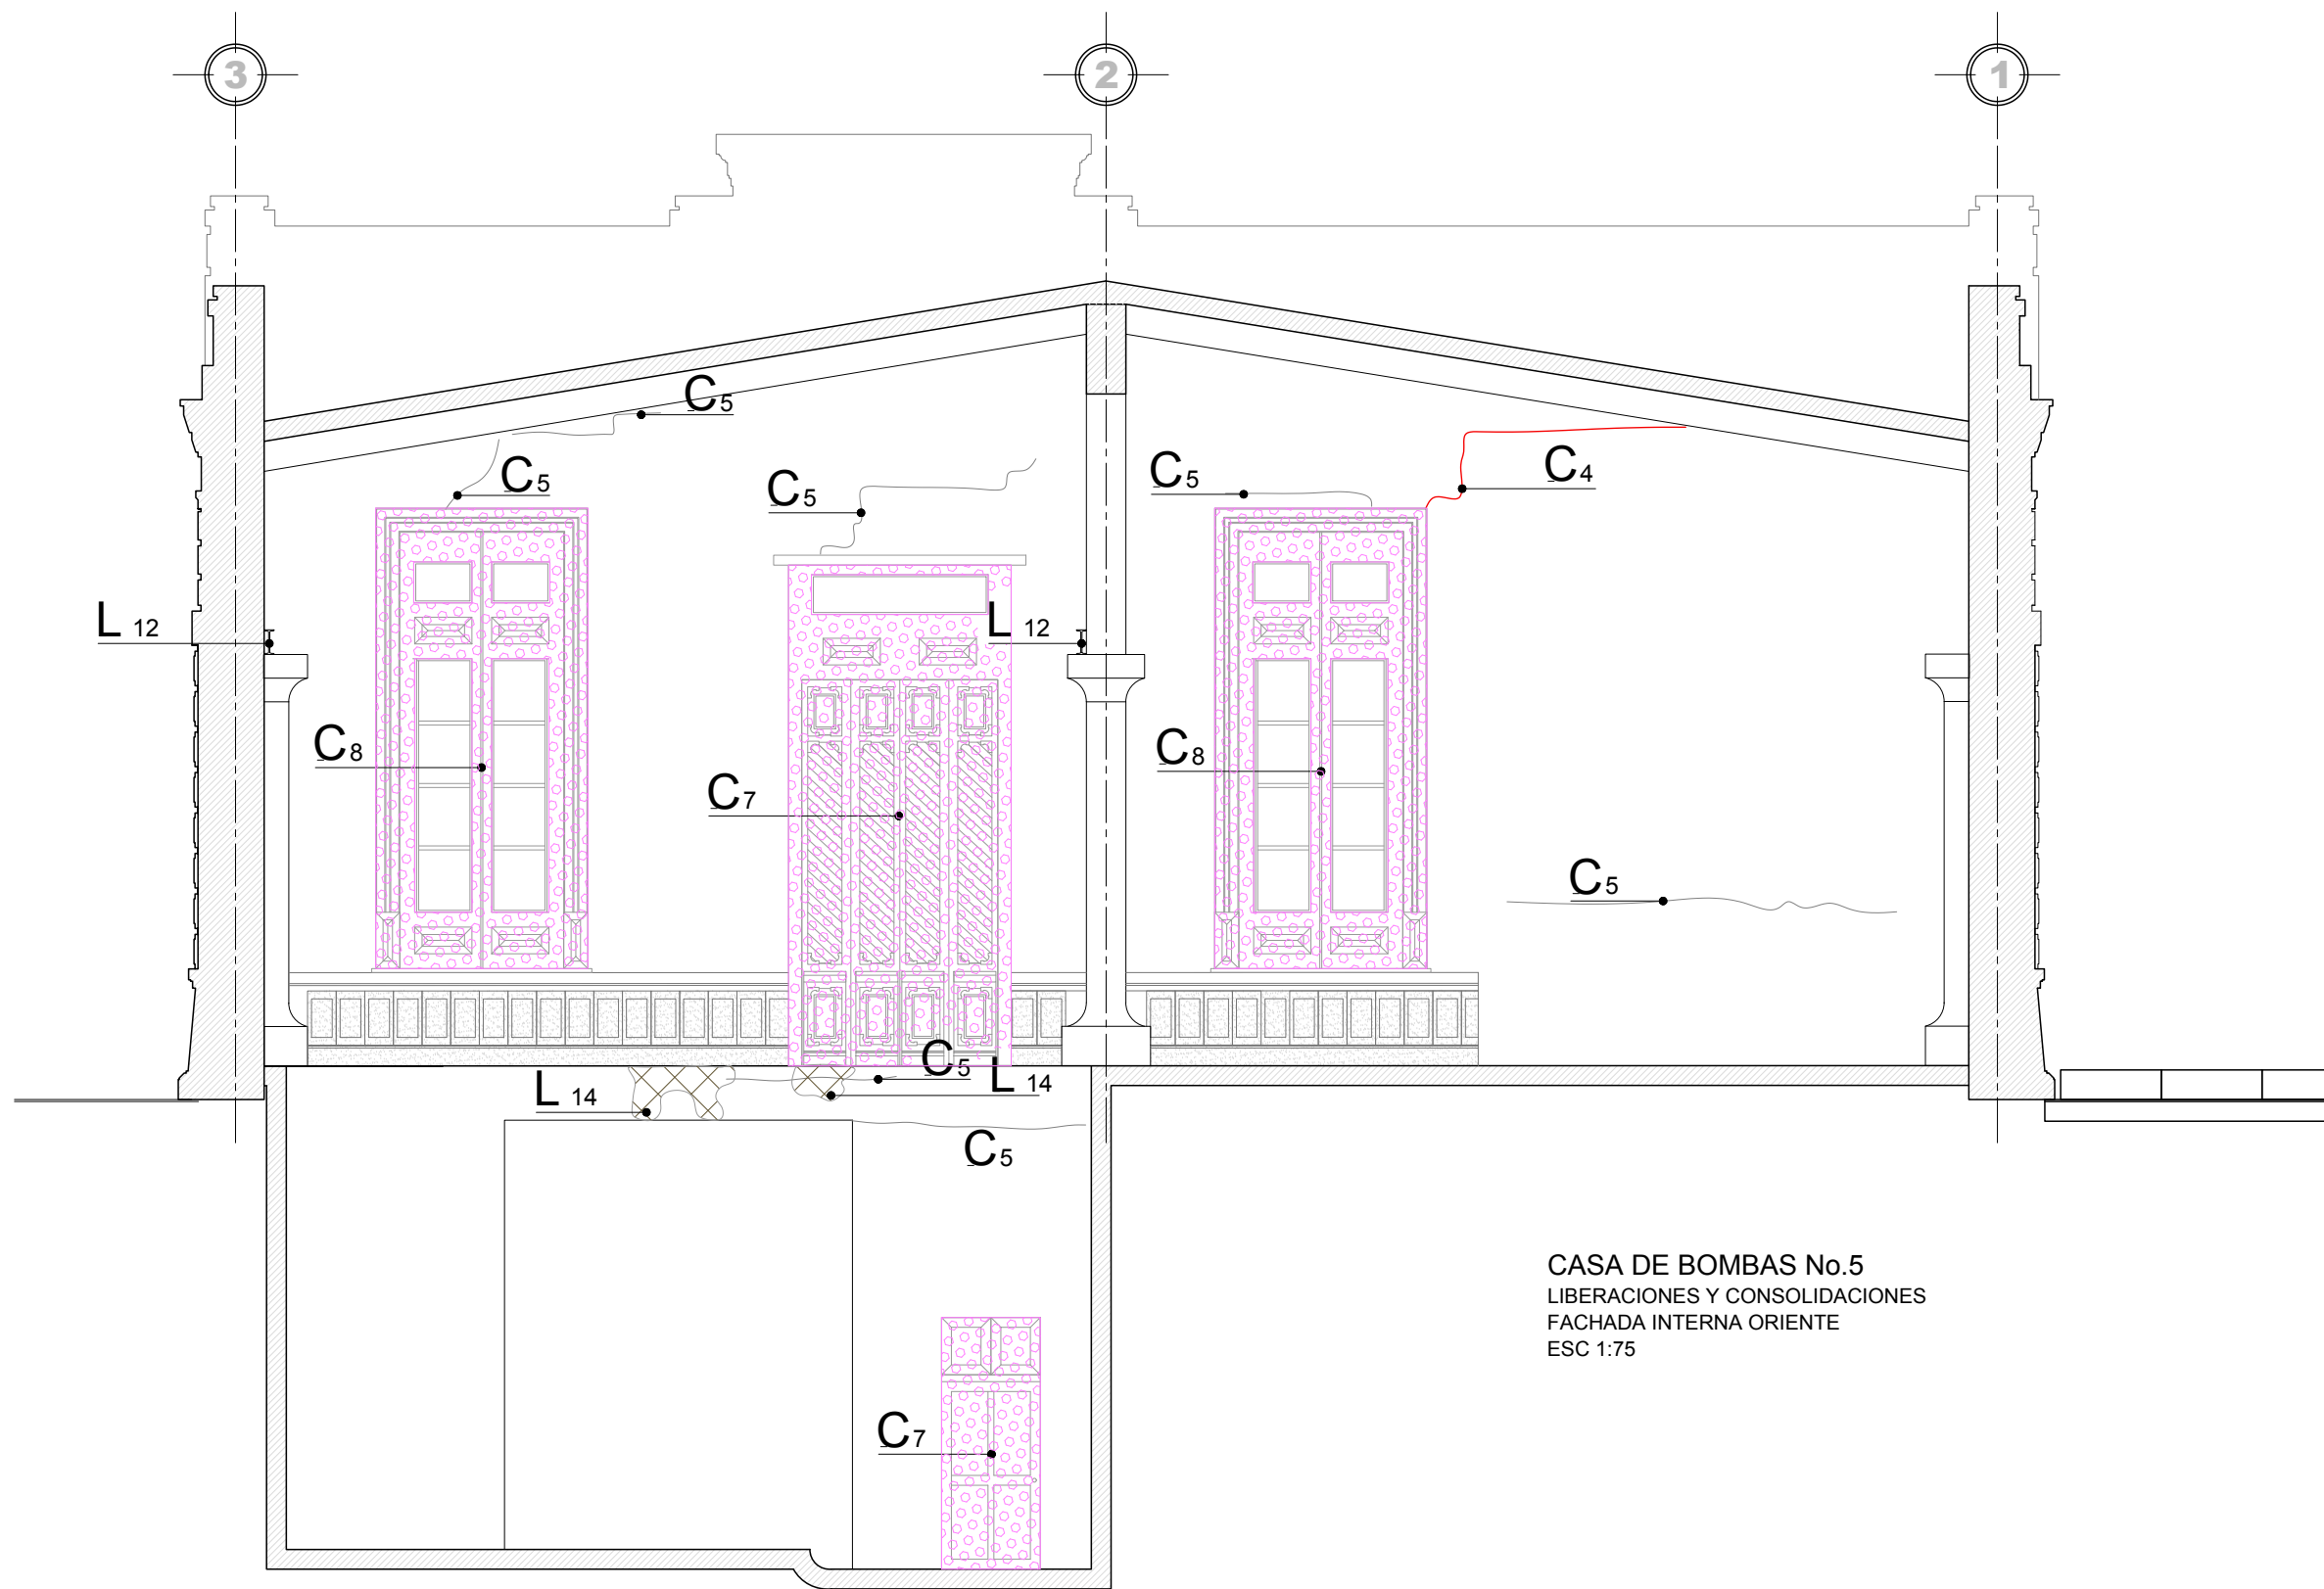 3 2 1
C5
C5
C5
C5
C4
L 12
L 12
C8
C8
C7
C5
C5
L 14
L 14
C5
CASA DE BOMBAS No.5
LIBERACIONES Y CONSOLIDACIONES
FACHADA INTERNA ORIENTE
ESC 1:75
C7